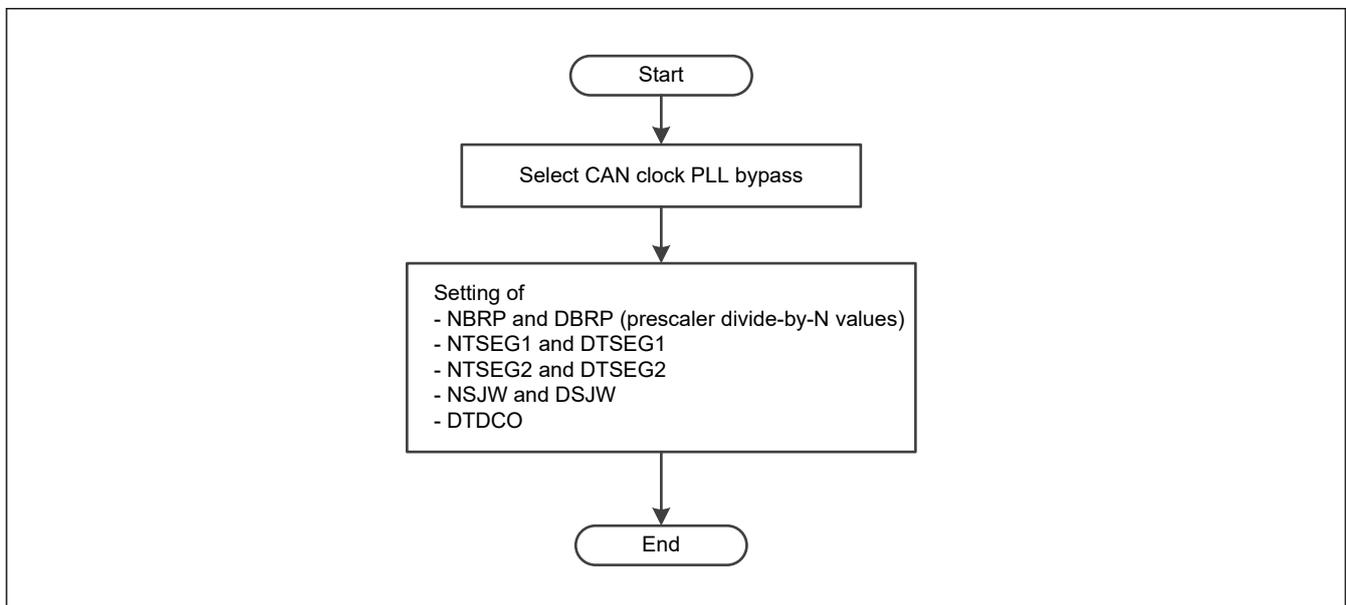 Start
Select CAN clock PLL bypass
Setting of
- NBRP and DBRP (prescaler divide-by-N values)
- NTSEG1 and DTSEG1
- NTSEG2 and DTSEG2
- NSJW and DSJW
- DTDCO
End